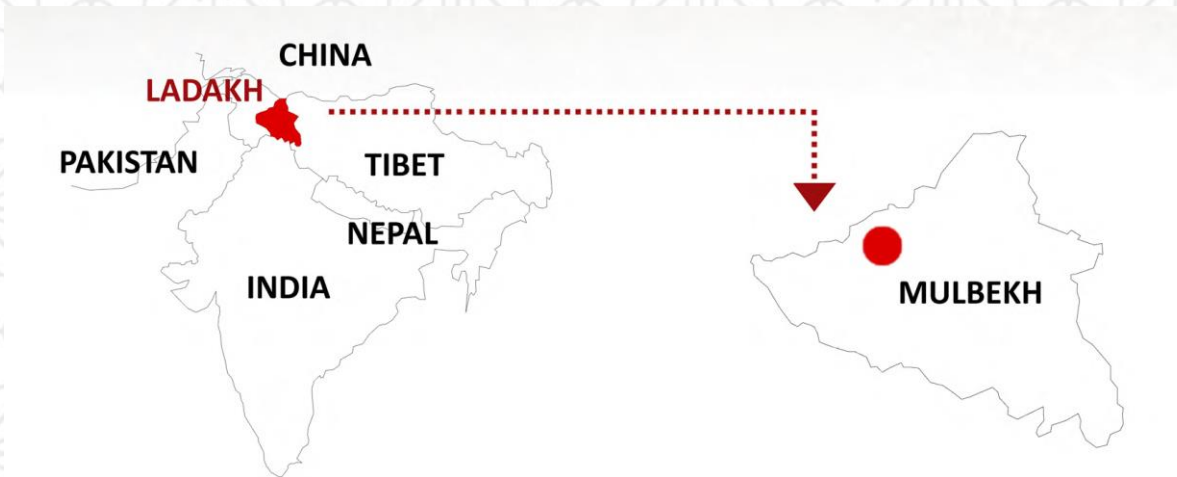 CHINA
LADAKH
PAKISTAN
TIBET
NEPAL
INDIA
MULBEKH